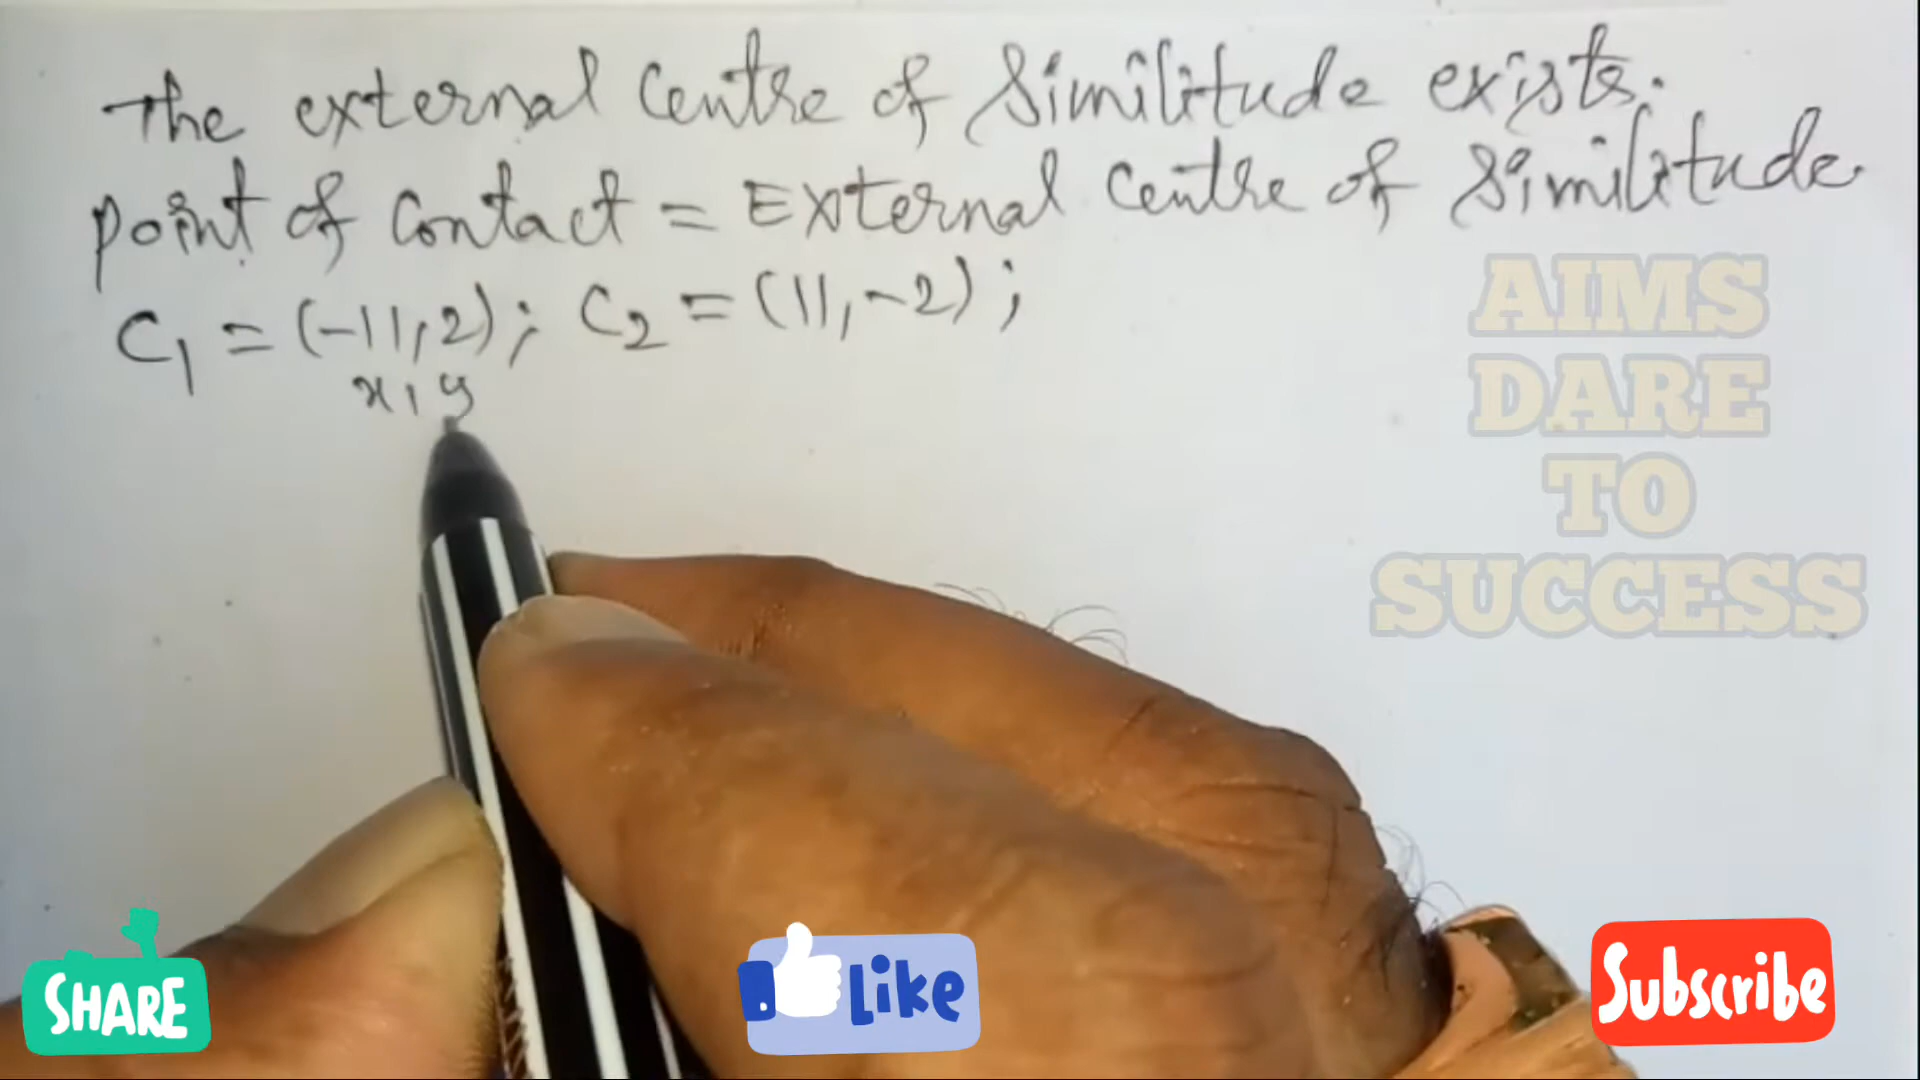 The external Centre of Similitude exists.
point of Contact = External Centre of Similitude
C1 = (-11, 2); C2 = (11, -2);
x, y
AIMS
DARE
TO
SUCCESS
SHARE
Like
Subscribe